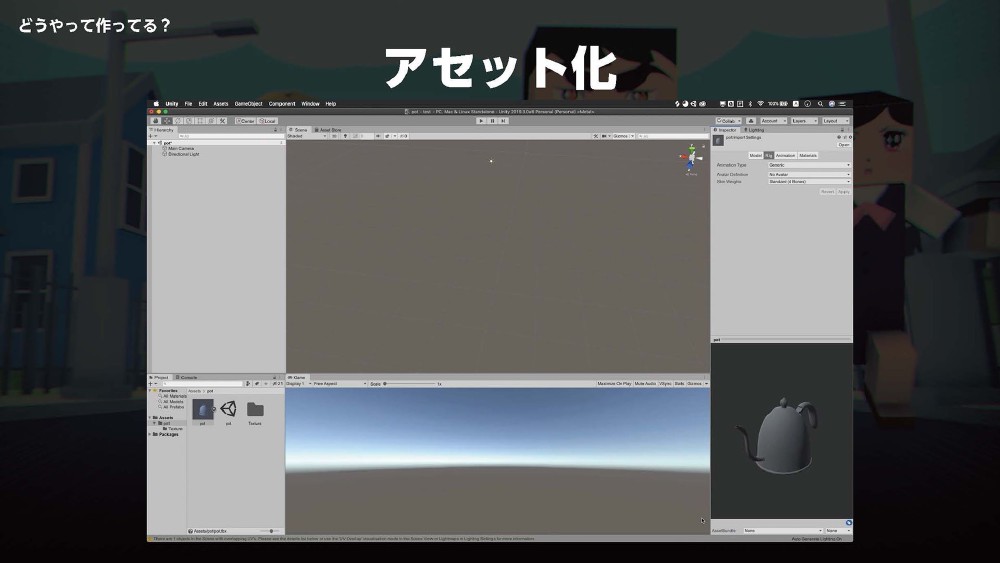 どうやって作ってる？
アセット化
Unity File Edit Assets GameObject Component Window Help
Center Local
Collab Account Layers Layout
Hierarchy
Scene Asset Store
Inspector Lighting
Shaded
Gizmos
pot Import Settings
Open
pot*
Main Camera
Directional Light
Model Rig Animation Materials
Animation Type Generic
Avatar Definition No Avatar
Skin Weights Standard (4 Bones)
Revert Apply
pot
Project Console
Game
Display 1 Free Aspect Scale 1x Maximize On Play Mute Audio VSync Stats Gizmos
Favorites
All Materials
All Models
All Prefabs
Assets
pot
Texture
Packages
Assets pot
pot pot Texture
Assets/pot/pot.fbx
AssetBundle None None
Auto Generate Lighting On